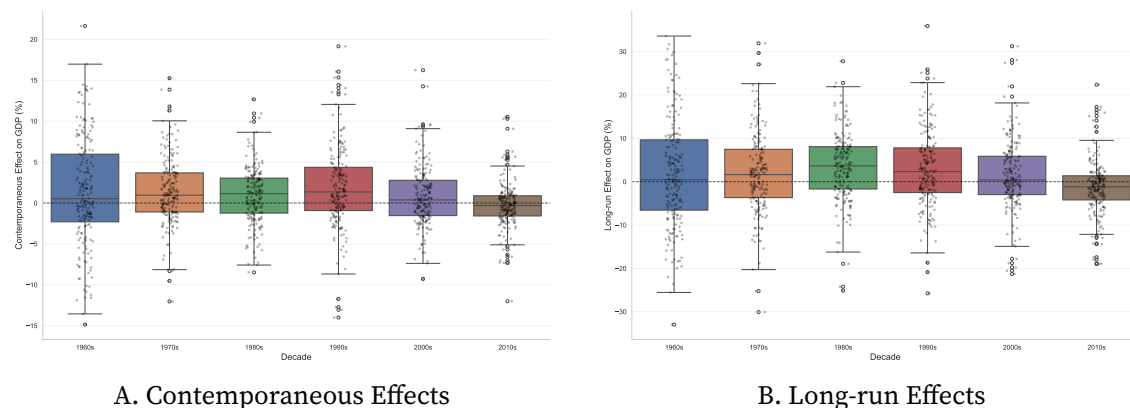 Contemporaneous Effect on GDP (%)
20
15
10
5
0
−5
−10
−15
1960s 1970s 1980s 1990s 2000s 2010s
Decade
A. Contemporaneous Effects
Long-run Effect on GDP (%)
30
20
10
0
−10
−20
−30
1960s 1970s 1980s 1990s 2000s 2010s
Decade
B. Long-run Effects